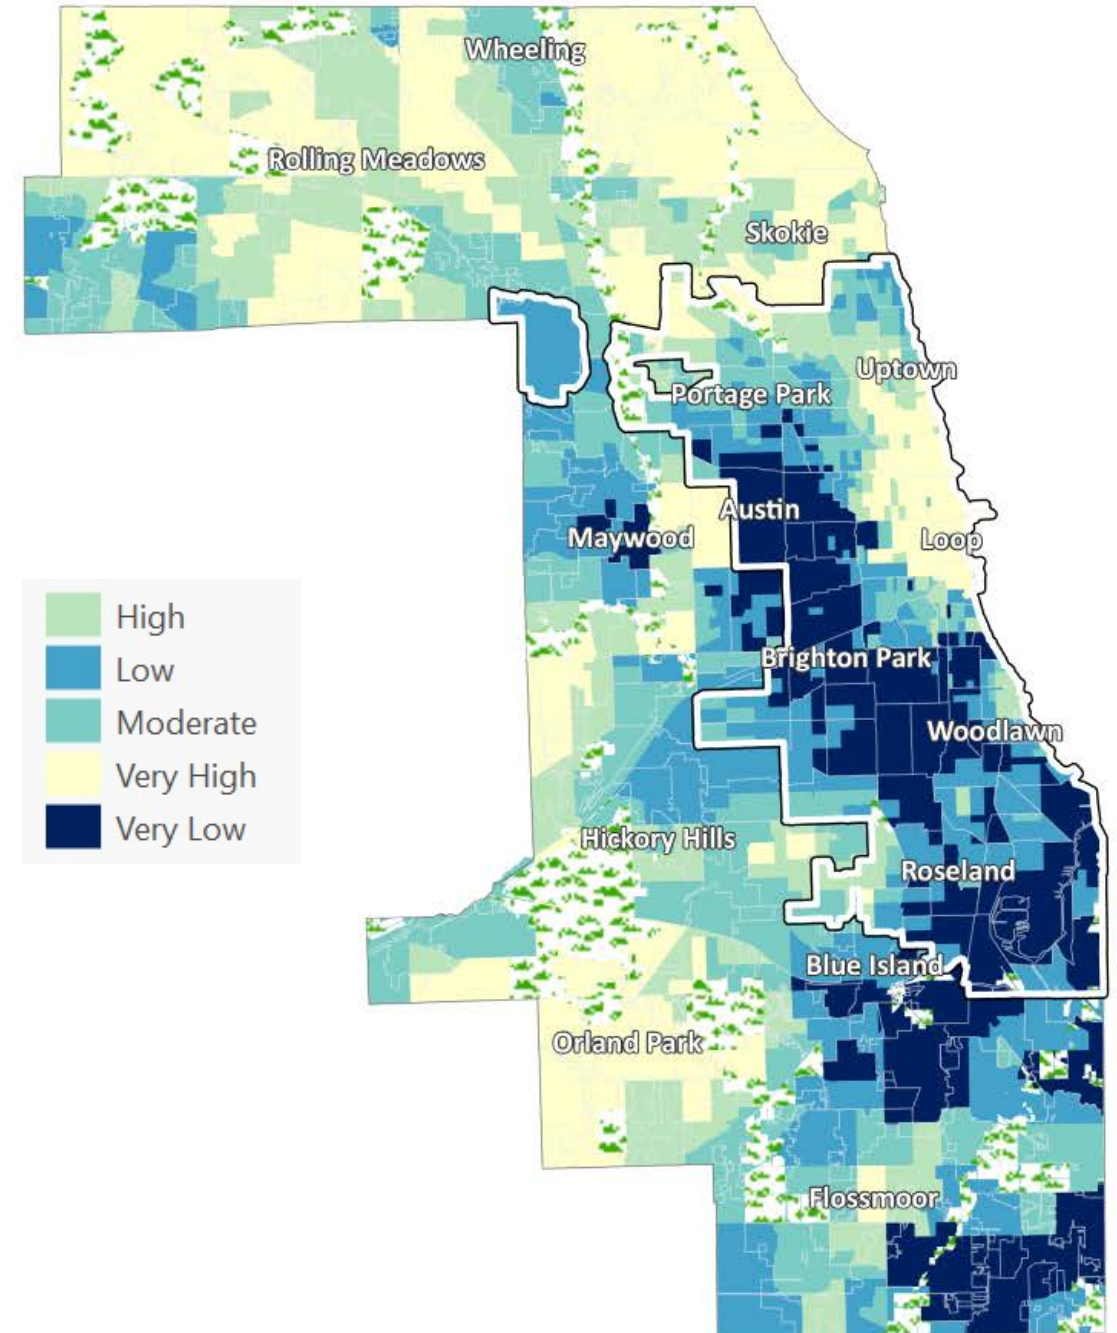 Wheeling
Rolling Meadows
Skokie
Uptown
Portage Park
Austin
Loop
Maywood
High
Low
Moderate
Very High
Very Low
Brighton Park
Woodlawn
Hickory Hills
Roseland
Blue Island
Orland Park
Flossmoor